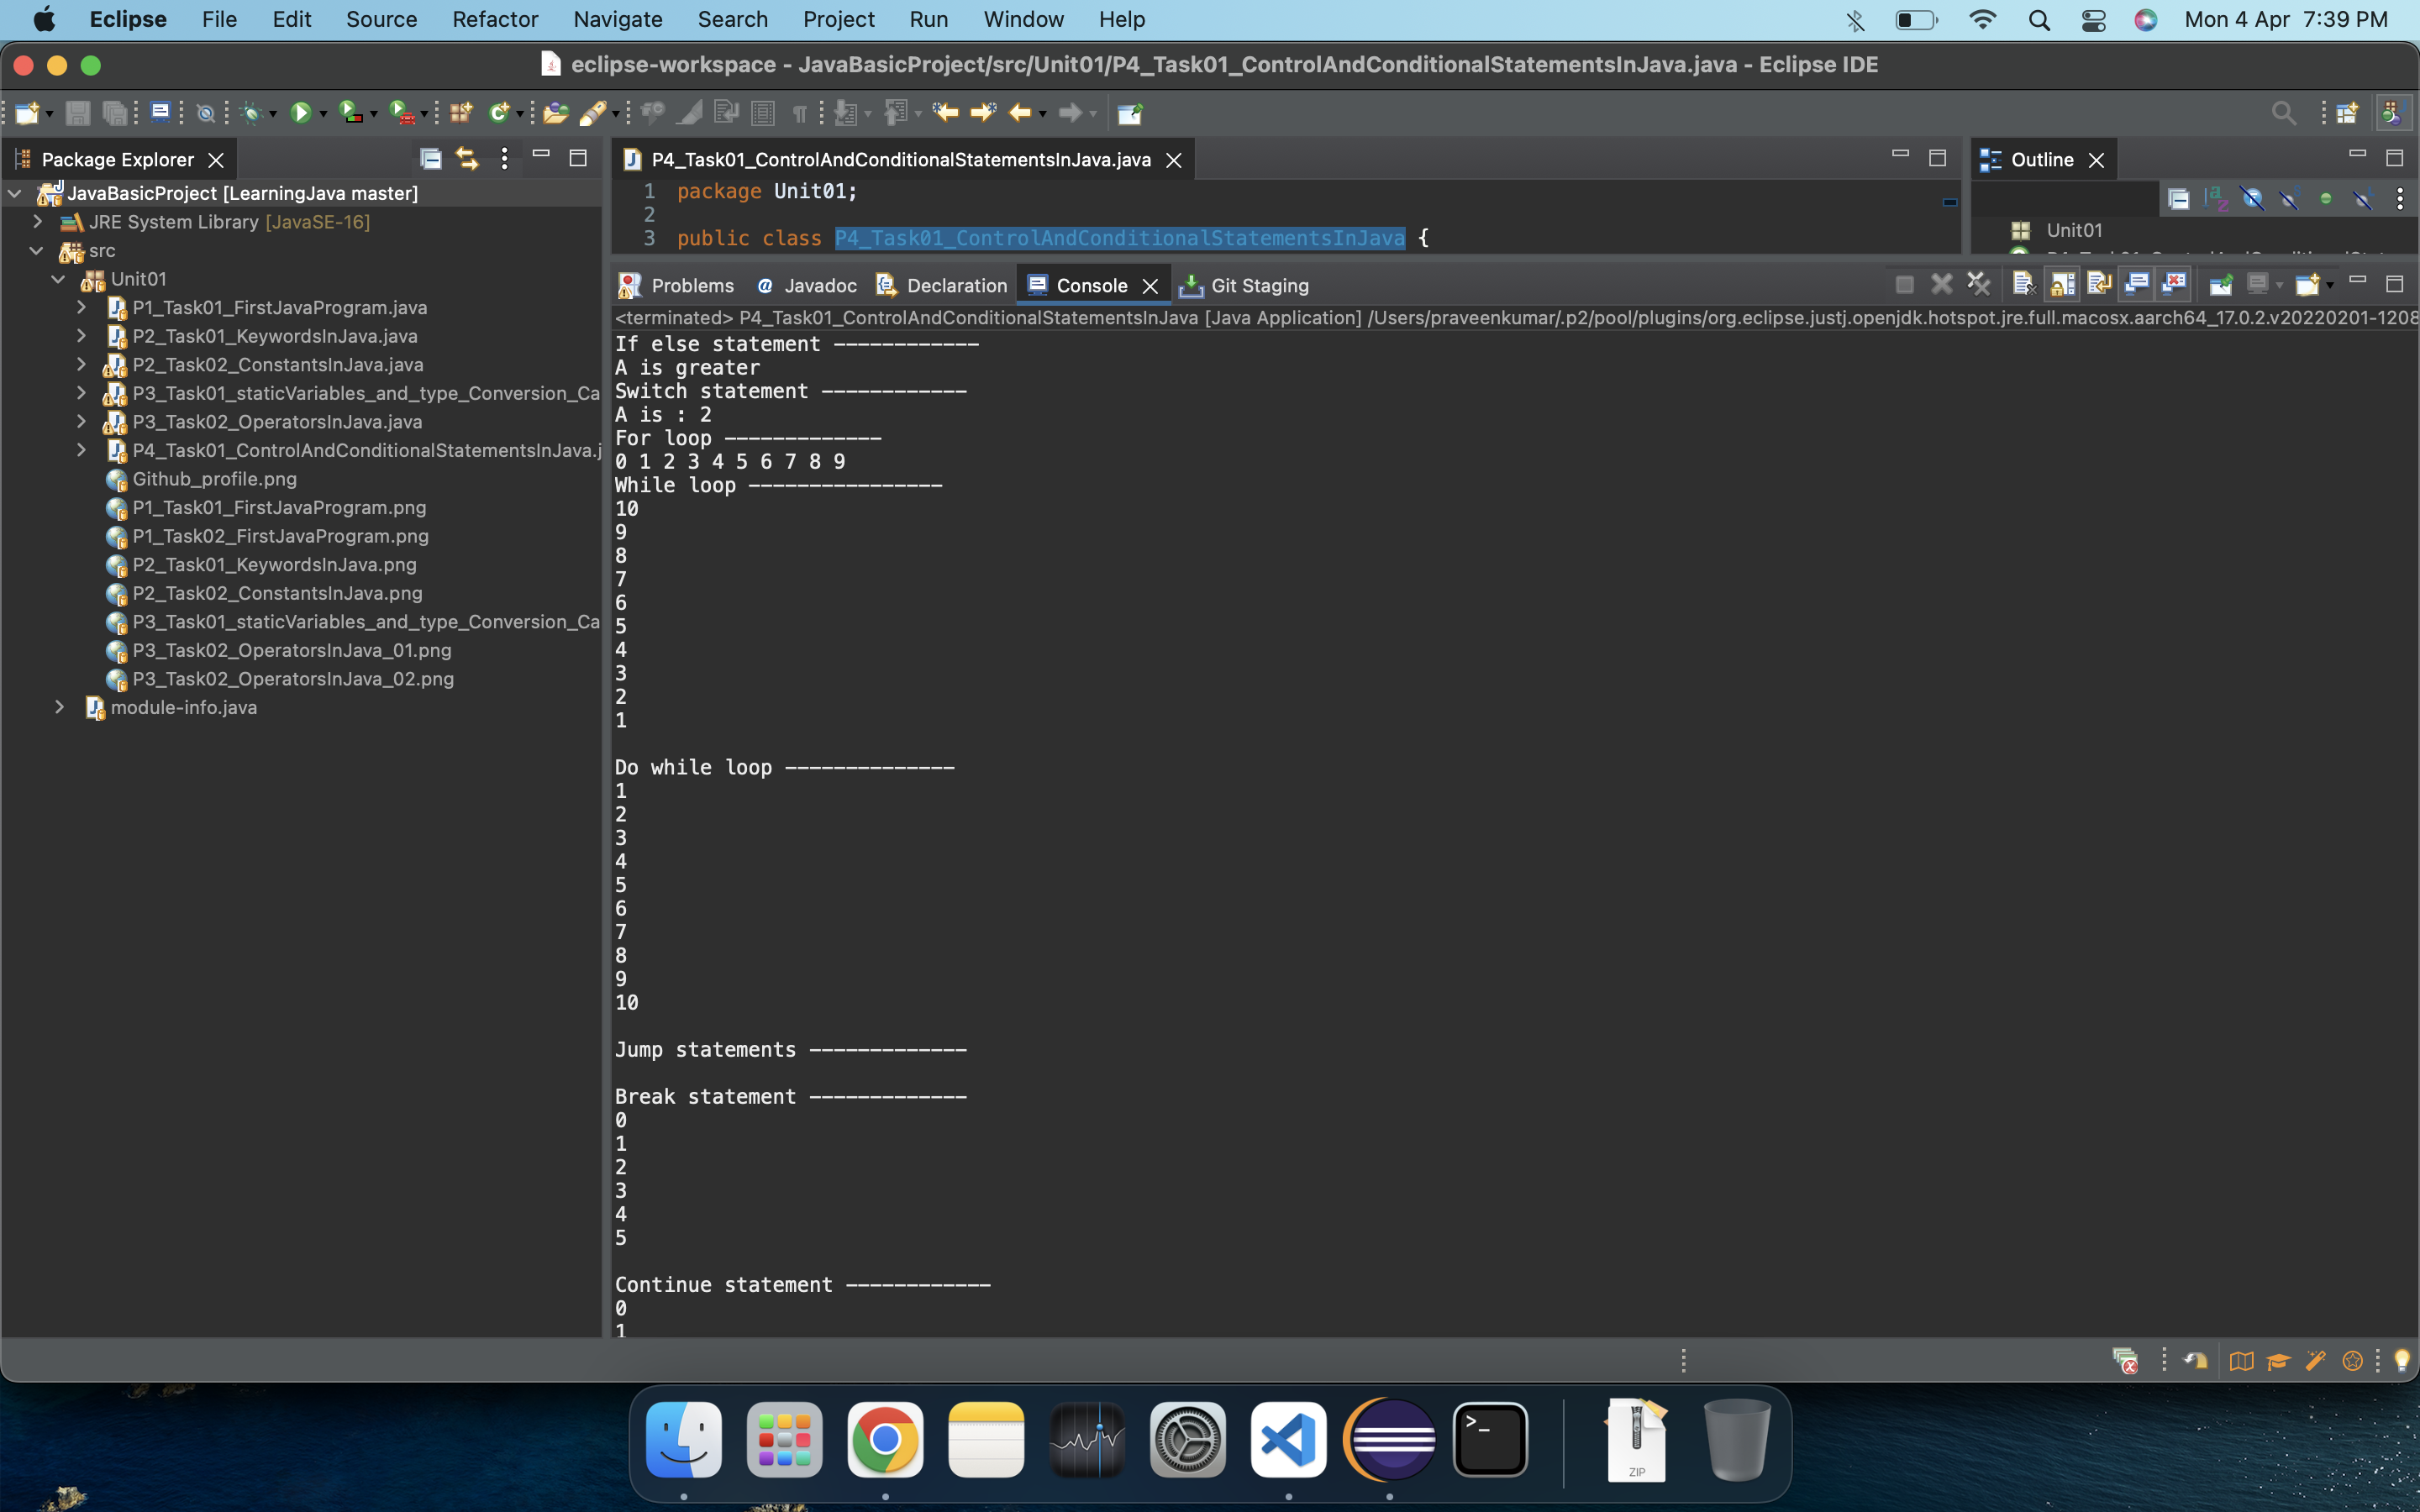 Eclipse File Edit Source Refactor Navigate Search Project Run Window Help Mon 4 Apr 7:39 PM
eclipse-workspace - JavaBasicProject/src/Unit01/P4_Task01_ControlAndConditionalStatementsInJava.java - Eclipse IDE
Package Explorer
JavaBasicProject [LearningJava master]
JRE System Library [JavaSE-16]
src
Unit01
P1_Task01_FirstJavaProgram.java
P2_Task01_KeywordsInJava.java
P2_Task02_ConstantsInJava.java
P3_Task01_staticVariables_and_type_Conversion_Ca
P3_Task02_OperatorsInJava.java
P4_Task01_ControlAndConditionalStatementsInJava.j
Github_profile.png
P1_Task01_FirstJavaProgram.png
P1_Task02_FirstJavaProgram.png
P2_Task01_KeywordsInJava.png
P2_Task02_ConstantsInJava.png
P3_Task01_staticVariables_and_type_Conversion_Ca
P3_Task02_OperatorsInJava_01.png
P3_Task02_OperatorsInJava_02.png
module-info.java
P4_Task01_ControlAndConditionalStatementsInJava.java
1 package Unit01;
2
3 public class P4_Task01_ControlAndConditionalStatementsInJava {
Outline
Unit01
Problems @ Javadoc Declaration Console Git Staging
<terminated> P4_Task01_ControlAndConditionalStatementsInJava [Java Application] /Users/praveenkumar/.p2/pool/plugins/org.eclipse.justj.openjdk.hotspot.jre.full.macosx.aarch64_17.0.2.v20220201-1208
If else statement ------------
A is greater
Switch statement ------------
A is : 2
For loop -------------
0 1 2 3 4 5 6 7 8 9
While loop ----------------
10
9
8
7
6
5
4
3
2
1
Do while loop --------------
1
2
3
4
5
6
7
8
9
10
Jump statements -------------
Break statement -------------
0
1
2
3
4
5
Continue statement ------------
0
1
ZIP